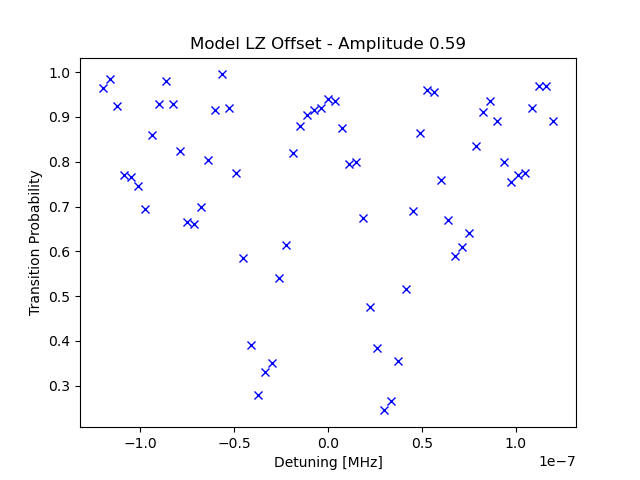 Model LZ Offset - Amplitude 0.59
1.0
0.9
0.8
0.7
0.6
0.5
0.4
0.3
Transition Probability
−1.0 −0.5 0.0 0.5 1.0
1e−7
Detuning [MHz]